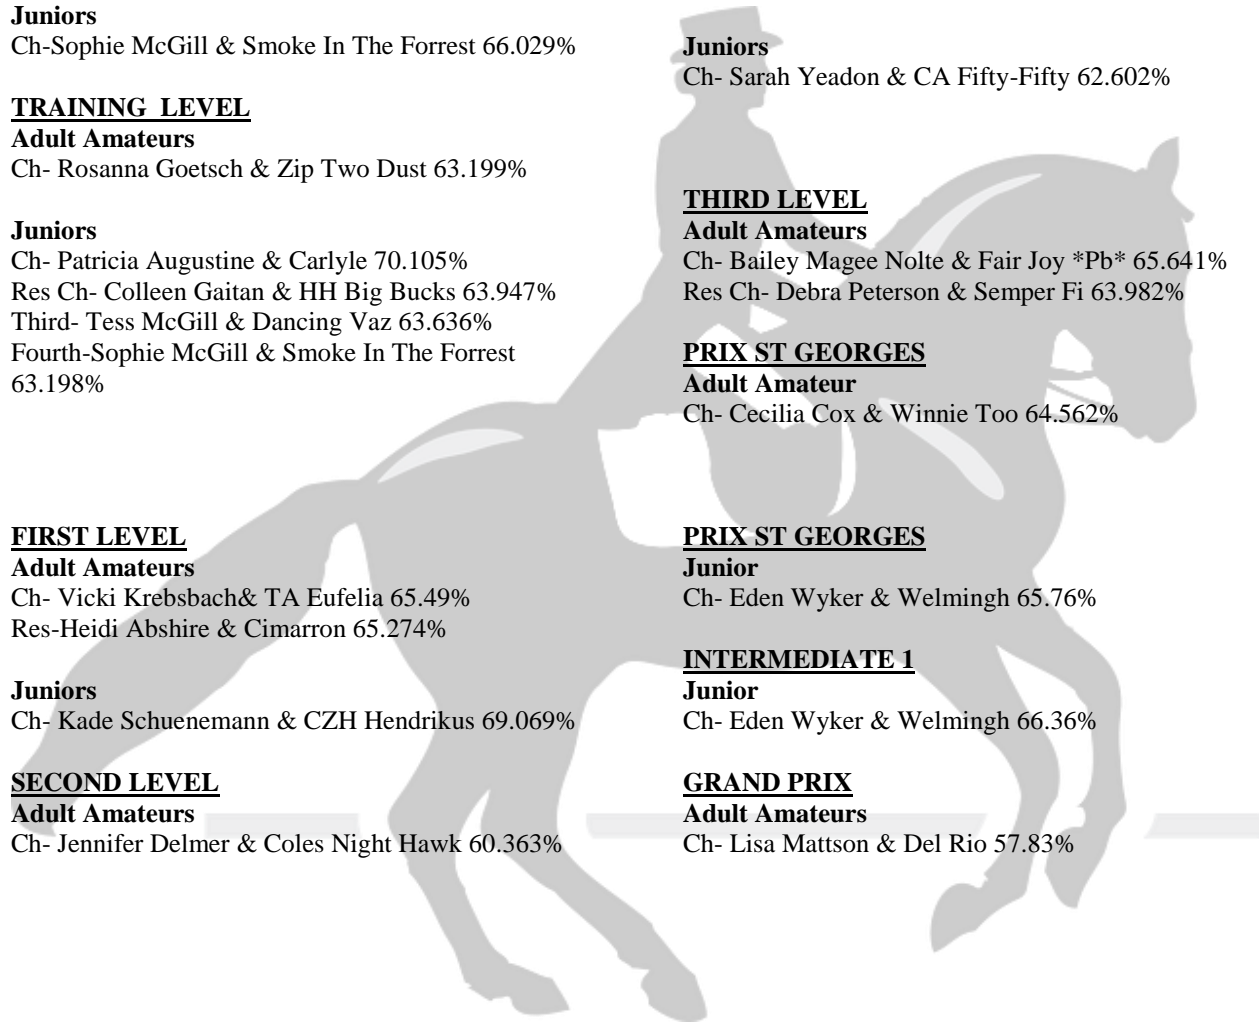 Juniors
Ch-Sophie McGill & Smoke In The Forrest 66.029%
TRAINING LEVEL
Adult Amateurs
Ch- Rosanna Goetsch & Zip Two Dust 63.199%
Juniors
Ch- Patricia Augustine & Carlyle 70.105%
Res Ch- Colleen Gaitan & HH Big Bucks 63.947%
Third- Tess McGill & Dancing Vaz 63.636%
Fourth-Sophie McGill & Smoke In The Forrest
63.198%
FIRST LEVEL
Adult Amateurs
Ch- Vicki Krebsbach& TA Eufelia 65.49%
Res-Heidi Abshire & Cimarron 65.274%
Juniors
Ch- Kade Schuenemann & CZH Hendrikus 69.069%
SECOND LEVEL
Adult Amateurs
Ch- Jennifer Delmer & Coles Night Hawk 60.363%
Juniors
Ch- Sarah Yeadon & CA Fifty-Fifty 62.602%
THIRD LEVEL
Adult Amateurs
Ch- Bailey Magee Nolte & Fair Joy *Pb* 65.641%
Res Ch- Debra Peterson & Semper Fi 63.982%
PRIX ST GEORGES
Adult Amateur
Ch- Cecilia Cox & Winnie Too 64.562%
PRIX ST GEORGES
Junior
Ch- Eden Wyker & Welmingh 65.76%
INTERMEDIATE 1
Junior
Ch- Eden Wyker & Welmingh 66.36%
GRAND PRIX
Adult Amateurs
Ch- Lisa Mattson & Del Rio 57.83%